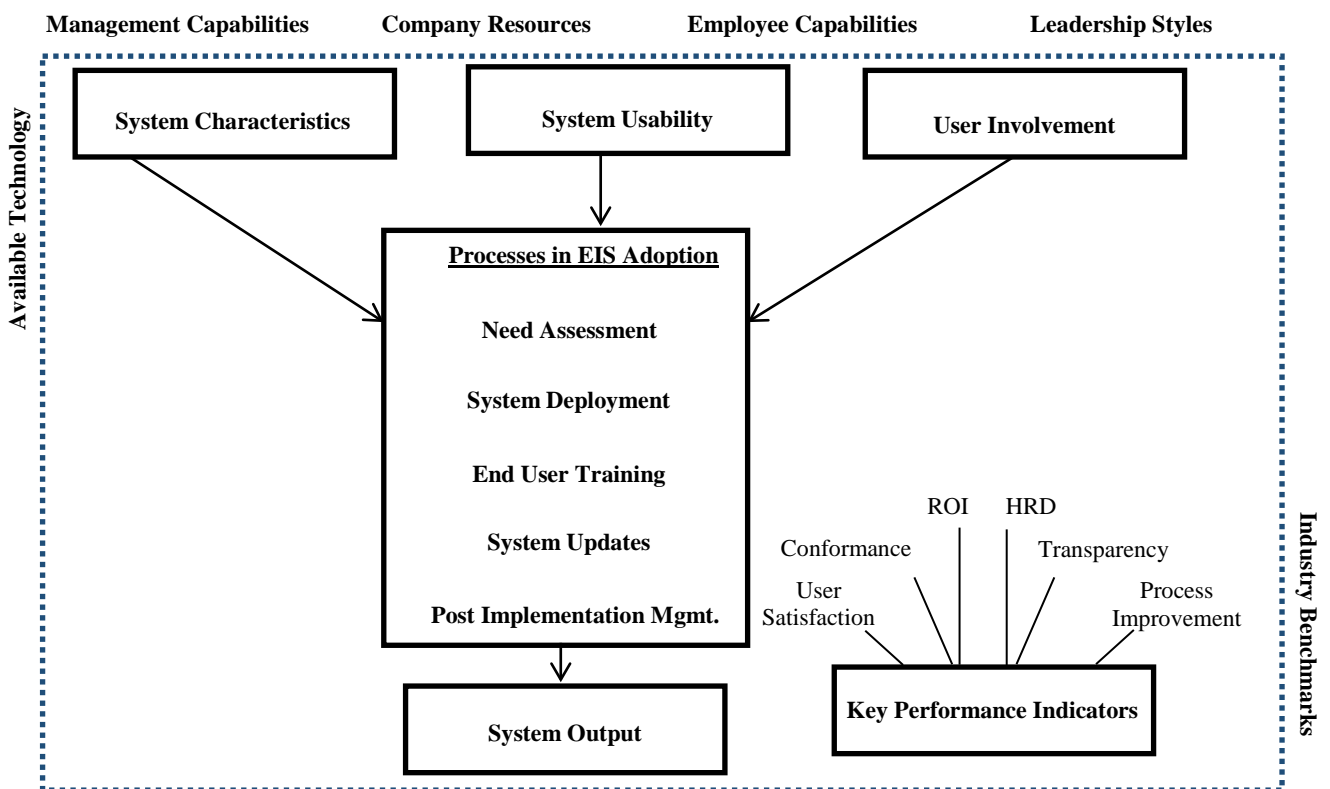 Management Capabilities
Company Resources
Employee Capabilities
Leadership Styles
Available Technology
System Characteristics
System Usability
User Involvement
Processes in EIS Adoption
Need Assessment
System Deployment
End User Training
System Updates
Post Implementation Mgmt.
System Output
ROI
HRD
Conformance
Transparency
User
Satisfaction
Process
Improvement
Key Performance Indicators
Industry Benchmarks